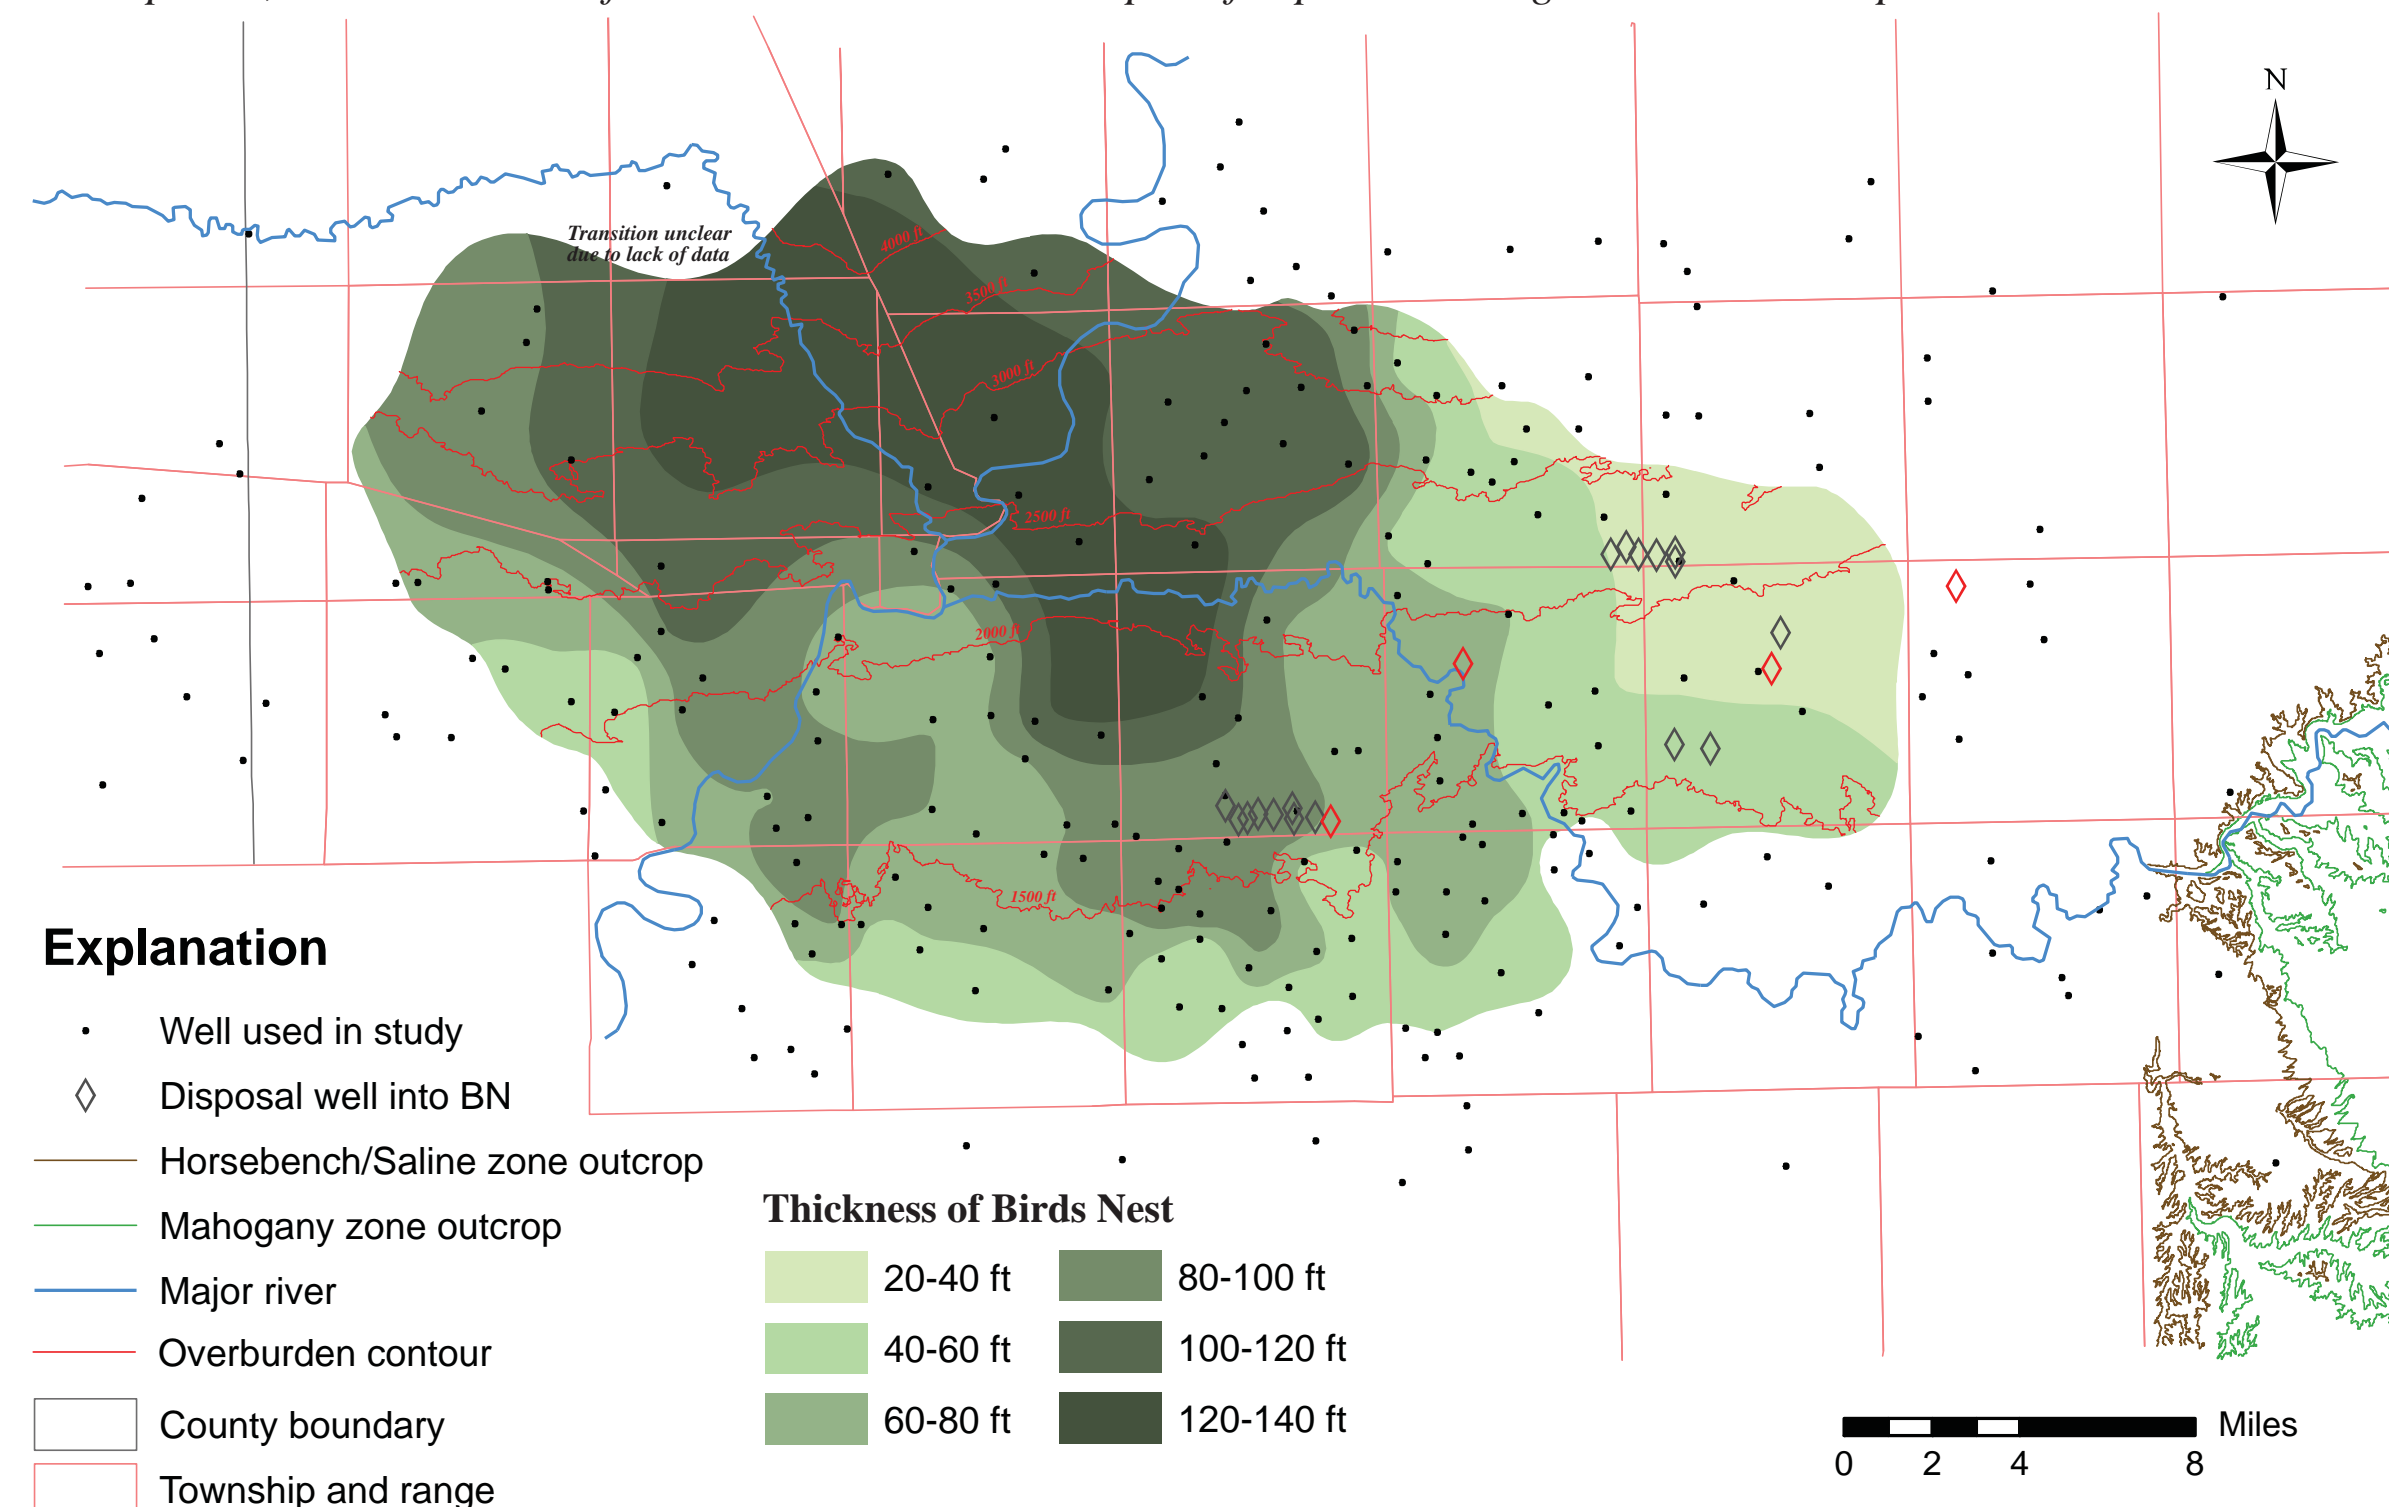 N
Transition unclear
due to lack of data
4000 ft
3500 ft
3000 ft
2500 ft
2000 ft
1500 ft
Explanation
Well used in study
Disposal well into BN
Horsebench/Saline zone outcrop
Mahogany zone outcrop
Major river
Overburden contour
County boundary
Township and range
Thickness of Birds Nest
20-40 ft
40-60 ft
60-80 ft
80-100 ft
100-120 ft
120-140 ft
Miles
0 2 4 8